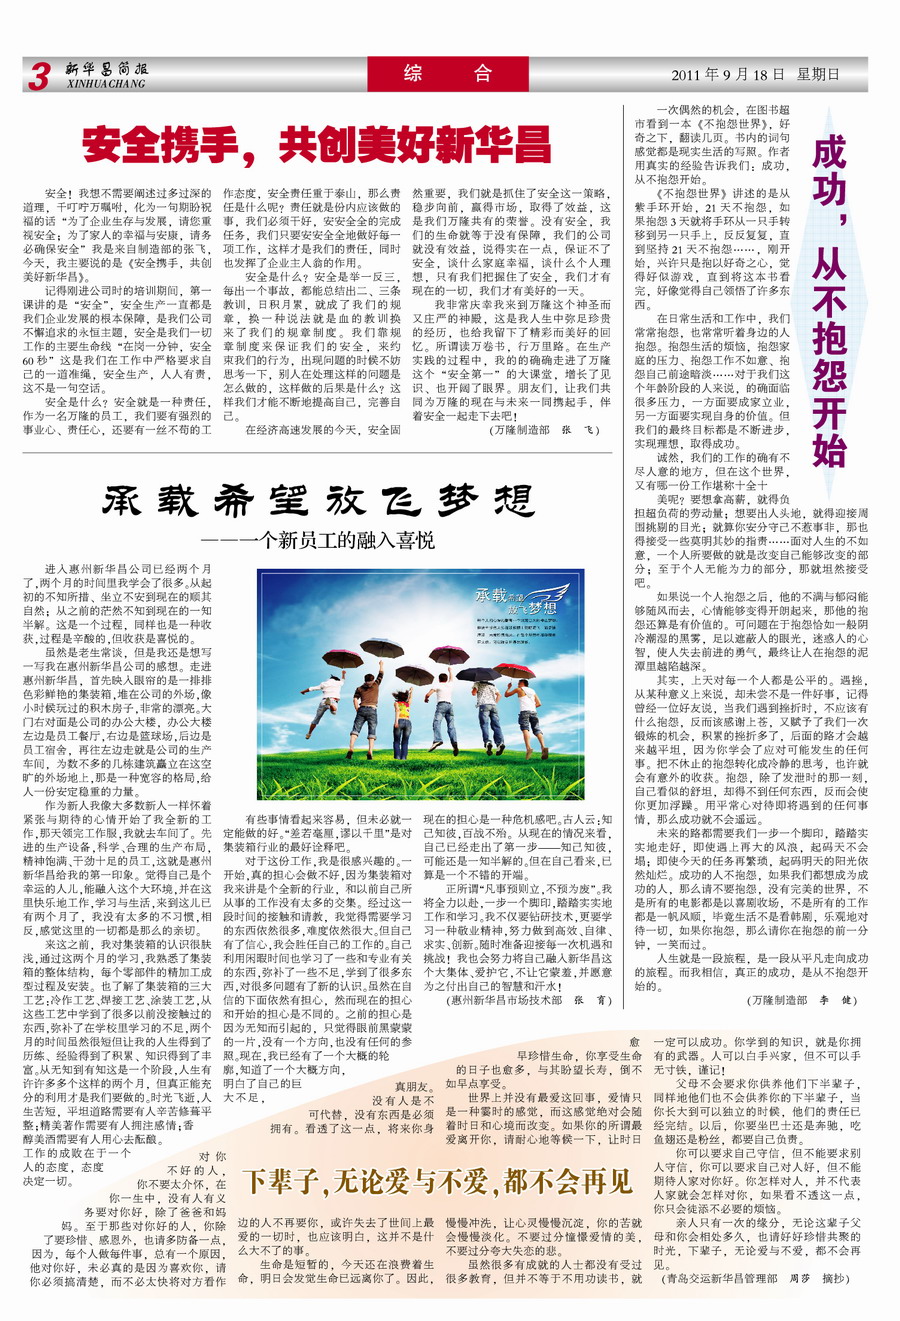 3
新华昌简报
XINHUACHANG
综 合
2011 年 9 月 18 日 星期日
安全携手，共创美好新华昌
安全！我想不需要阐述过多过深的
道理，千叮咛万嘱咐，化为一句期盼祝
福的话“为了企业生存与发展，请您重
视安全；为了家人的幸福与安康，请务
必确保安全”我是来自制造部的张飞，
今天，我主要说的是《安全携手，共创
美好新华昌》。
记得刚进公司时的培训期间，第一
课讲的是“安全”，安全生产一直都是
我们企业发展的根本保障，是我们公司
不懈追求的永恒主题，安全是我们一切
工作的主要生命线“在岗一分钟，安全
60 秒”这是我们在工作中严格要求自
己的一道准绳，安全生产，人人有责，
这不是一句空话。
安全是什么？安全就是一种责任，
作为一名万隆的员工，我们要有强烈的
事业心、责任心，还要有一丝不苟的工
作态度，安全责任重于泰山，那么责
任是什么呢？责任就是份内应该做的
事，我们必须干好，安安全全的完成
任务，我们只要安安全全地做好每一
项工作，这样才是我们的责任，同时
也发挥了企业主人翁的作用。
安全是什么？安全是举一反三，
每出一个事故，都能总结出二、三条
教训，日积月累，就成了我们的规
章，换一种说法就是血的教训换
来了我们的规章制度。我们靠规
章制度来保证我们的安全，来约
束我们的行为，出现问题的时候不妨
思考一下，别人在处理这样的问题是
怎么做的，这样做的后果是什么？这
样我们才能不断地提高自己，完善自
己。
在经济高速发展的今天，安全固
然重要，我们就是抓住了安全这一策略，
稳步向前，赢得市场，取得了效益，这
是我们万隆共有的荣誉。没有安全，我
们的生命就等于没有保障，我们的公司
就没有效益，说得实在一点，保证不了
安全，谈什么家庭幸福，谈什么个人理
想，只有我们把握住了安全，我们才有
现在的一切，我们才有美好的一天。
我非常庆幸我来到万隆这个神圣而
又庄严的神殿，这是我人生中弥足珍贵
的经历，也给我留下了精彩而美好的回
忆。所谓读万卷书，行万里路。在生产
实践的过程中，我的的确确走进了万隆
这个“安全第一”的大课堂，增长了见
识、也开阔了眼界。朋友们，让我们共
同为万隆的现在与未来一同携起手，伴
着安全一起走下去吧！
(万隆制造部 张 飞)
承载希望放飞梦想
——一个新员工的融入喜悦
进入惠州新华昌公司已经两个月
了,两个月的时间里我学会了很多。从起
初的不知所措、坐立不安到现在的顺其
自然；从之前的茫然不知到现在的一知
半解。这是一个过程，同样也是一种收
获,过程是辛酸的,但收获是喜悦的。
虽然是老生常谈，但是我还是想写
一写我在惠州新华昌公司的感想。走进
惠州新华昌，首先映入眼帘的是一排排
色彩鲜艳的集装箱,堆在公司的外场,像
小时候玩过的积木房子,非常的漂亮。大
门右对面是公司的办公大楼，办公大楼
左边是员工餐厅,右边是篮球场,后边是
员工宿舍，再往左边走就是公司的生产
车间，为数不多的几栋建筑矗立在这空
旷的外场地上,那是一种宽容的格局,给
人一份安定稳重的力量。
作为新人我像大多数新人一样怀着
紧张与期待的心情开始了我全新的工
作,那天领完工作服,我就去车间了。先
进的生产设备,科学、合理的生产布局,
精神饱满、干劲十足的员工,这就是惠州
新华昌给我的第一印象。觉得自己是个
幸运的人儿,能融入这个大环境,并在这
里快乐地工作,学习与生活,来到这儿已
有两个月了，我没有太多的不习惯,相
反,感觉这里的一切都是那么的亲切。
来这之前，我对集装箱的认识很肤
浅,通过这两个月的学习,我熟悉了集装
箱的整体结构，每个零部件的精加工成
型过程及安装。也了解了集装箱的三大
工艺:冷作工艺、焊接工艺、涂装工艺,从
这些工艺中学到了很多以前没接触过的
东西,弥补了在学校里学习的不足,两个
月的时间虽然很短但让我的人生得到了
历练、经验得到了积累、知识得到了丰
富。从无知到有知这是一个阶段,人生有
许许多多个这样的两个月，但真正能充
分的利用才是我们要做的。时光飞逝,人
生苦短，平坦道路需要有人辛苦修葺平
整;精美著作需要有人拥注感情;香
醇美酒需要有人用心去酝酿。
工作的成败在于一个
人的态度，态度
决定一切。
承载希望
放飞梦想
有些事情看起来容易，但未必就一
定能做的好。“差若毫厘,谬以千里”是对
集装箱行业的最好诠释吧。
对于这份工作,我是很感兴趣的。一
开始,真的担心会做不好,因为集装箱对
我来讲是个全新的行业，和以前自己所
从事的工作没有太多的交集。经过这一
段时间的接触和请教，我觉得需要学习
的东西依然很多,难度依然很大。但自己
有了信心,我会胜任自己的工作的。自己
利用闲暇时间也学习了一些和专业有关
的东西,弥补了一些不足,学到了很多东
西,对很多问题有了新的认识。虽然在自
信的下面依然有担心，然而现在的担心
和开始的担心是不同的。之前的担心是
因为无知而引起的，只觉得眼前黑蒙蒙
的一片,没有一个方向,也没有任何的参
照。现在,我已经有了一个大概的轮
廓,知道了一个大概方向，
明白了自己的巨
大不足，
现在的担心是一种危机感吧。古人云;知
己知彼,百战不殆。从现在的情况来看，
自己已经走出了第一步——知己知彼,
可能还是一知半解的。但在自己看来,已
算是一个不错的开端。
正所谓“凡事预则立,不预为废”。我
将全力以赴,一步一个脚印,踏踏实实地
工作和学习。我不仅要钻研技术,更要学
习一种敬业精神,努力做到高效、自律、
求实、创新。随时准备迎接每一次机遇和
挑战！我也会努力将自己融入新华昌这
个大集体、爱护它,不让它蒙羞,并愿意
为之付出自己的智慧和汗水！
(惠州新华昌市场技术部 张 育)
成功，从不抱怨开始
一次偶然的机会，在图书超
市看到一本《不抱怨世界》，好
奇之下，翻读几页。书内的词句
感觉都是现实生活的写照。作者
用真实的经验告诉我们：成功，
从不抱怨开始。
《不抱怨世界》讲述的是从
紫手环开始，21 天不抱怨，如
果抱怨 3 天就将手环从一只手转
移到另一只手上，反反复复，直
到坚持 21 天不抱怨……，刚开
始，兴许只是抱以好奇之心，觉
得好似游戏，直到将这本书看
完，好像觉得自己领悟了许多东
西。
在日常生活和工作中，我们
常常抱怨，也常常听着身边的人
抱怨。抱怨生活的烦恼，抱怨家
庭的压力、抱怨工作不如意、抱
怨自己前途暗淡……对于我们这
个年龄阶段的人来说，的确面临
很多压力，一方面要成家立业，
另一方面要实现自身的价值。但
我们的最终目标都是不断进步，
实现理想，取得成功。
诚然，我们的工作的确有不
尽人意的地方，但在这个世界，
又有哪一份工作堪称十全十
美呢？要想拿高薪，就得负
担超负荷的劳动量；想要出人头地，就得迎接周
围挑剔的目光；就算你安分守己不惹事非，那也
得接受一些莫明其妙的指责……面对人生的不如
意，一个人所要做的就是改变自己能够改变的部
分；至于个人无能为力的部分，那就坦然接受
吧。
如果说一个人抱怨之后，他的不满与郁闷能
够随风而去，心情能够变得开朗起来，那他的抱
怨还算是有价值的。可问题在于抱怨恰如一般阴
冷潮湿的黑雾，足以遮蔽人的眼光，迷惑人的心
智，使人失去前进的勇气，最终让人在抱怨的泥
潭里越陷越深。
其实，上天对每一个人都是公平的。遇挫，
从某种意义上来说，却未尝不是一件好事，记得
曾经一位好友说，当我们遇到挫折时，不应该有
什么抱怨，反而该感谢上苍，又赋予了我们一次
锻炼的机会，积累的挫折多了，后面的路才会越
来越平坦，因为你学会了应对可能发生的任何
事。把不休止的抱怨转化成冷静的思考，也许就
会有意外的收获。抱怨，除了发泄时的那一刻，
自己看似的舒坦，却得不到任何东西，反而会使
你更加浮躁。用平常心对待即将遇到的任何事
情，那么成功就不会遥远。
未来的路都需要我们一步一个脚印，踏踏实
实地走好，即使遇上再大的风浪，起码天不会
塌；即使今天的任务再繁琐，起码明天的阳光依
然灿烂。成功的人不抱怨，如果我们都想成为成
功的人，那么请不要抱怨，没有完美的世界，不
是所有的电影都是以喜剧收场，不是所有的工作
都是一帆风顺，毕竟生活不是看韩剧，乐观地对
待一切，如果你抱怨，那么请你在抱怨的前一分
钟，一笑而过。
人生就是一段旅程，是一段从平凡走向成功
的旅程。而我相信，真正的成功，是从不抱怨开
始的。
(万隆制造部 李 健)
下辈子,无论爱与不爱,都不会再见
对 你
不 好 的 人，
你不要太介怀，在
你一生中，没有人有义
务要对你好，除了爸爸和妈
妈。至于那些对你好的人，你除
了要珍惜、感恩外，也请多防备一点，
因为，每个人做每件事，总有一个原因，
他对你好，未必真的是因为喜欢你，请
你必须搞清楚，而不必太快将对方看作
真朋友。
没有人是不
可代替，没有东西是必须
拥有。看透了这一点，将来你身
边的人不再要你，或许失去了世间上最
爱的一切时，也应该明白，这并不是什
么大不了的事。
生命是短暂的，今天还在浪费着生
命，明日会发觉生命已远离你了。因此，
愈
早珍惜生命，你享受生命
的日子也愈多，与其盼望长寿，倒不
如早点享受。
世界上并没有最爱这回事，爱情只
是一种霎时的感觉，而这感觉绝对会随
着时日和心境而改变。如果你的所谓最
爱离开你，请耐心地等候一下，让时日
慢慢冲洗，让心灵慢慢沉淀，你的苦就
会慢慢淡化。不要过分憧憬爱情的美，
不要过分夸大失恋的悲。
虽然很多有成就的人士都没有受过
很多教育，但并不等于不用功读书，就
一定可以成功。你学到的知识，就是你拥
有的武器。人可以白手兴家，但不可以手
无寸铁，谨记！
父母不会要求你供养他们下半辈子，
同样地他们也不会供养你的下半辈子，当
你长大到可以独立的时候，他们的责任已
经完结。以后，你要坐巴士还是奔驰，吃
鱼翅还是粉丝，都要自己负责。
你可以要求自己守信，但不能要求别
人守信，你可以要求自己对人好，但不能
期待人家对你好。你怎样对人，并不代表
人家就会怎样对你，如果看不透这一点，
你只会徒添不必要的烦恼。
亲人只有一次的缘分，无论这辈子父
母和你会相处多久，也请好好珍惜共聚的
时光，下辈子，无论爱与不爱，都不会再
见。
(青岛交运新华昌管理部 周莎 摘抄)